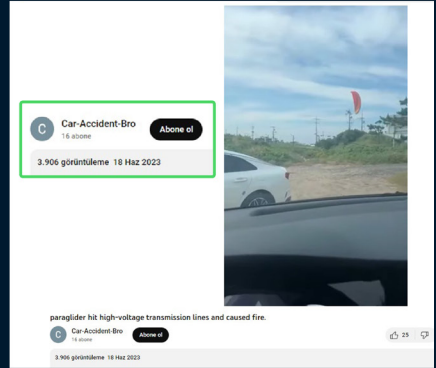 C
Car-Accident-Bro
16 abone
Abone ol
3.906 görüntüleme 18 Haz 2023
paraglider hit high-voltage transmission lines and caused fire.
C
Car-Accident-Bro
16 abone
Abone ol
25
3.906 görüntüleme 18 Haz 2023